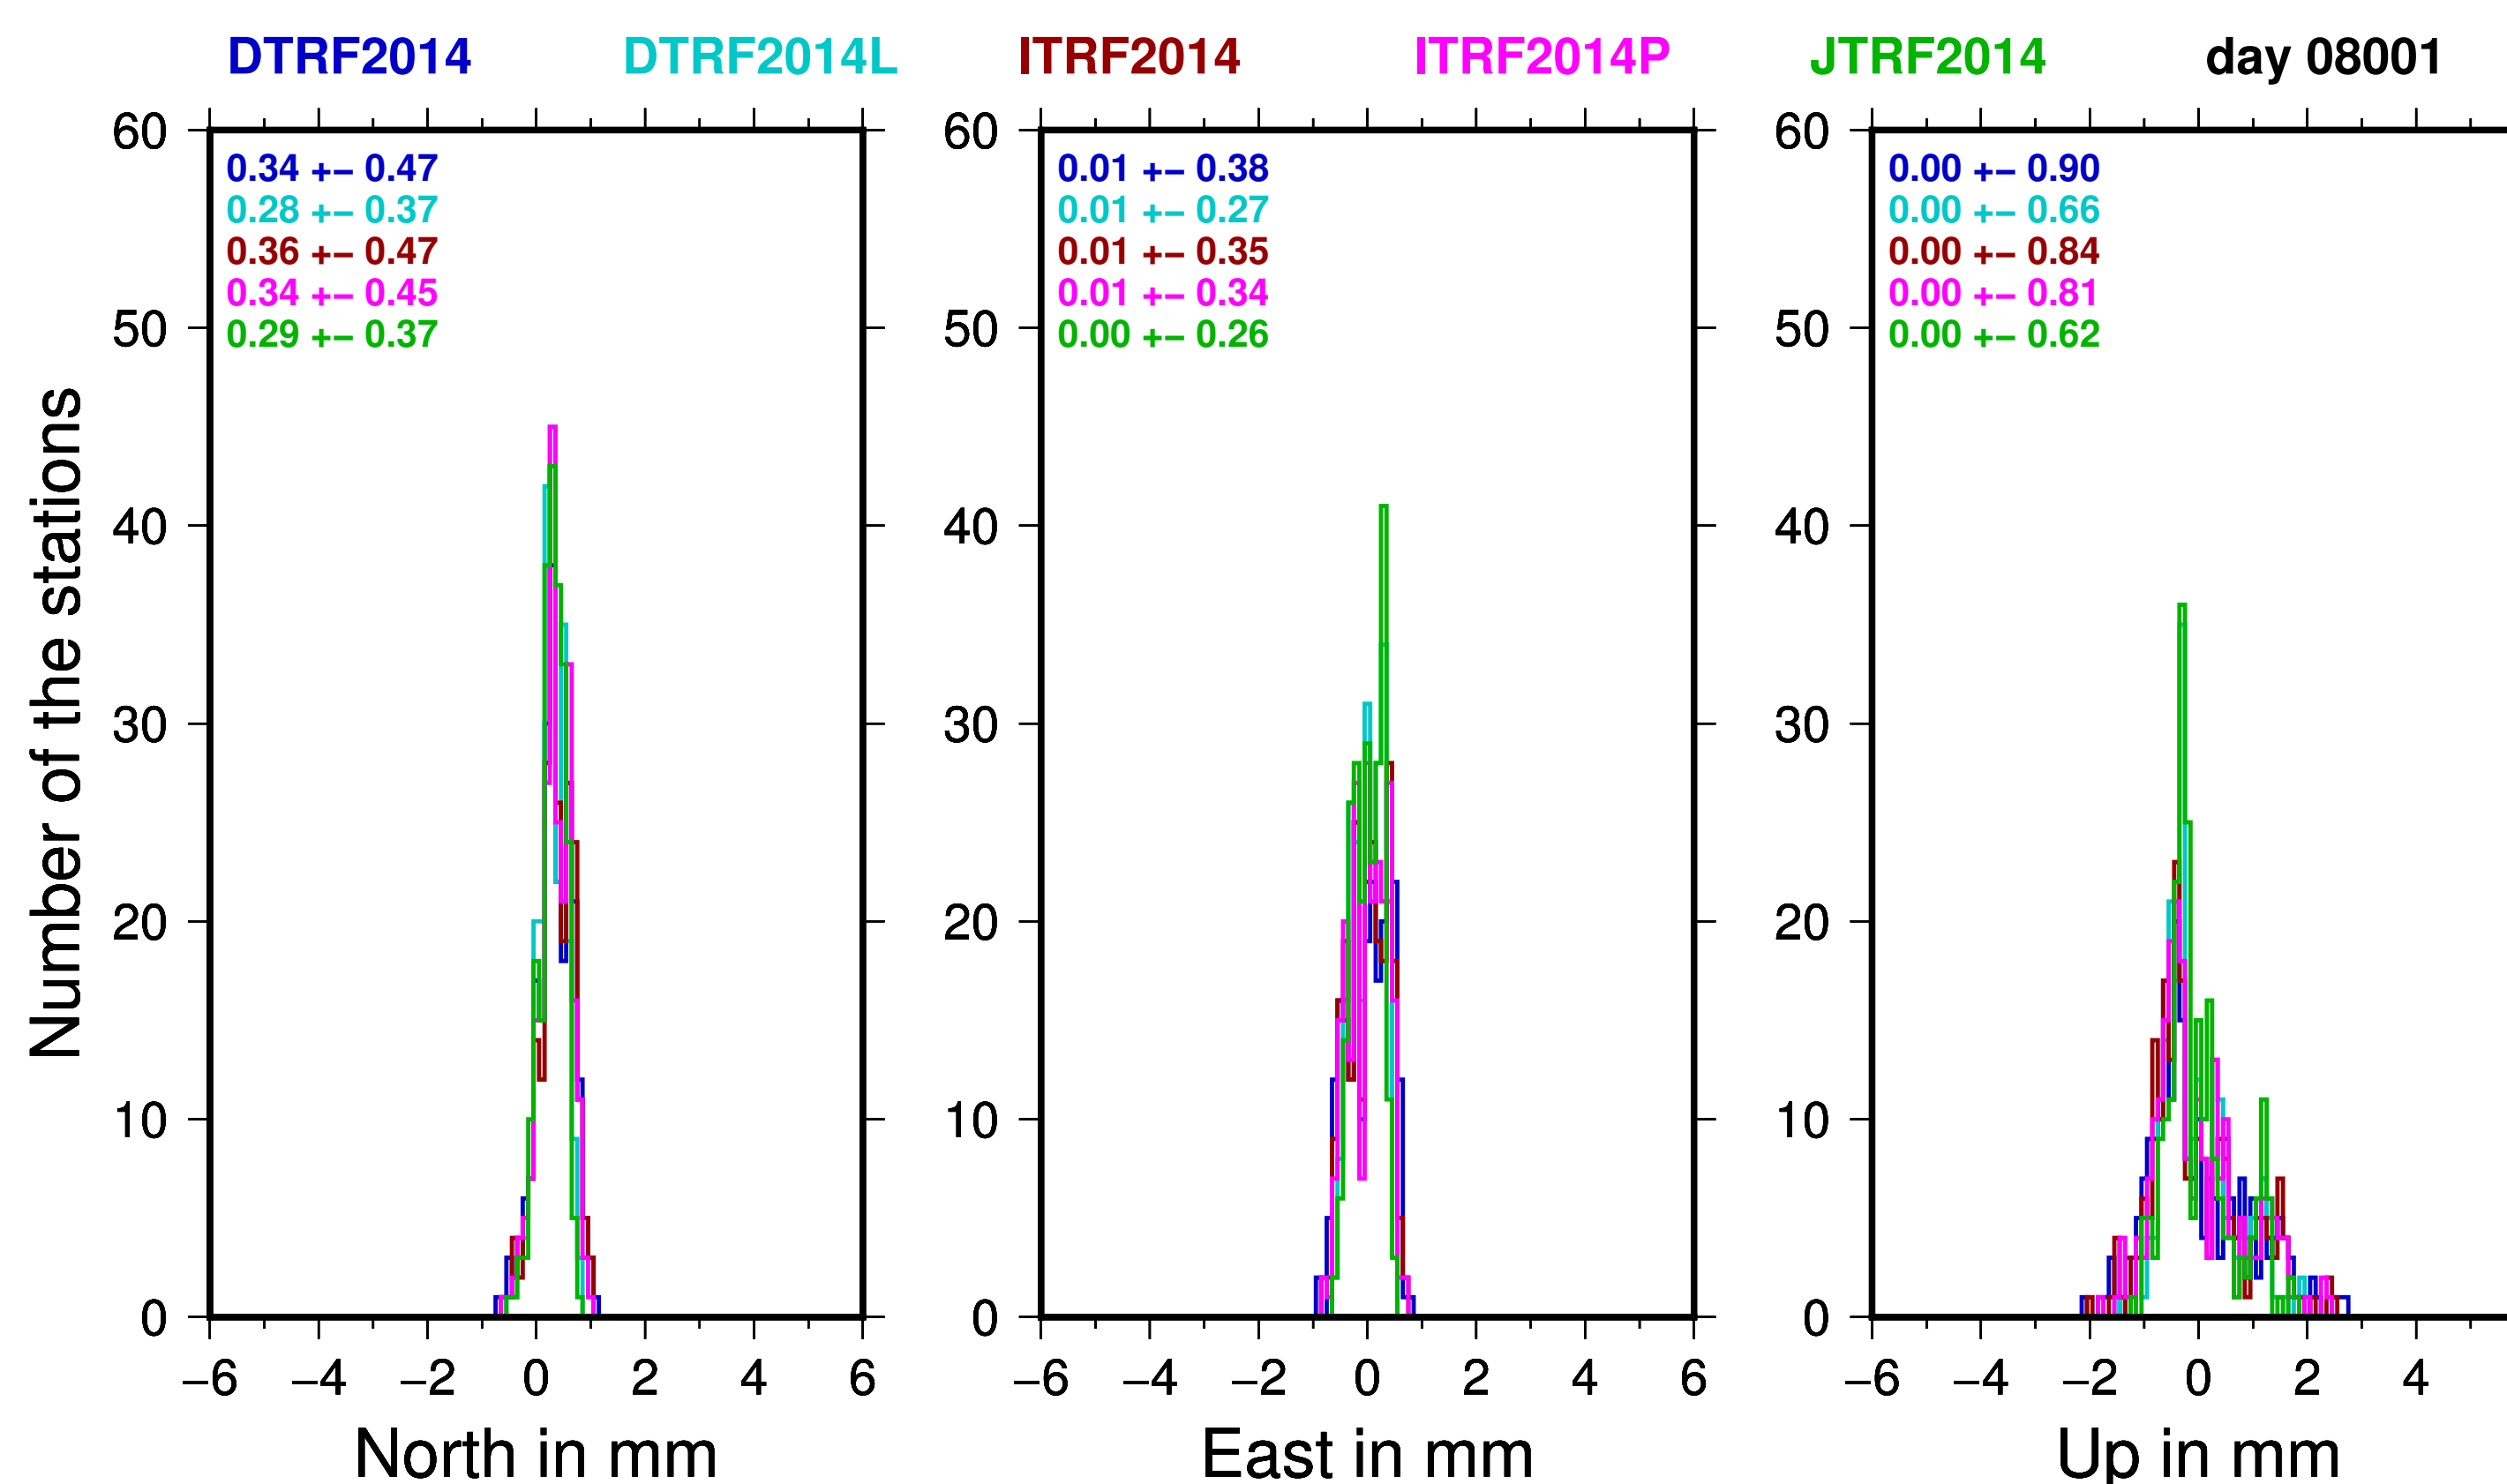 DTRF2014 DTRF2014L ITRF2014 ITRF2014P JTRF2014 day 08001
Number of the stations
60
50
40
30
20
10
0
0.34 +− 0.47
0.28 +− 0.37
0.36 +− 0.47
0.34 +− 0.45
0.29 +− 0.37
−6 −4 −2 0 2 4 6
North in mm
60
50
40
30
20
10
0
0.01 +− 0.38
0.01 +− 0.27
0.01 +− 0.35
0.01 +− 0.34
0.00 +− 0.26
−6 −4 −2 0 2 4 6
East in mm
60
50
40
30
20
10
0
0.00 +− 0.90
0.00 +− 0.66
0.00 +− 0.84
0.00 +− 0.81
0.00 +− 0.62
−6 −4 −2 0 2 4
Up in mm